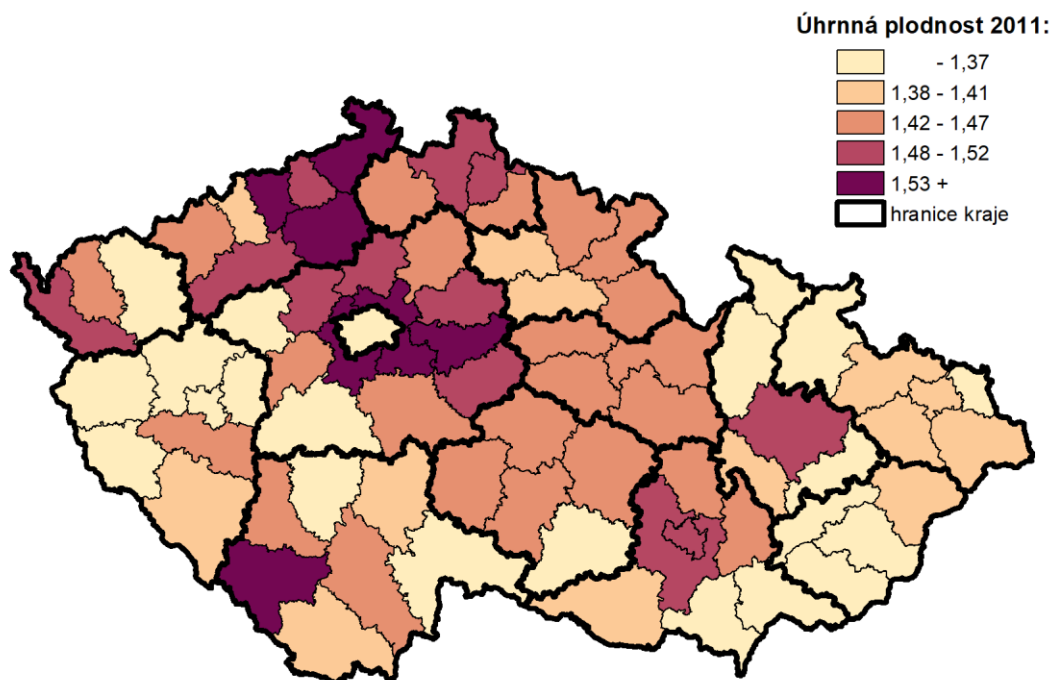 Úhrnná plodnost 2011:
- 1,37
1,38 - 1,41
1,42 - 1,47
1,48 - 1,52
1,53 +
hranice kraje